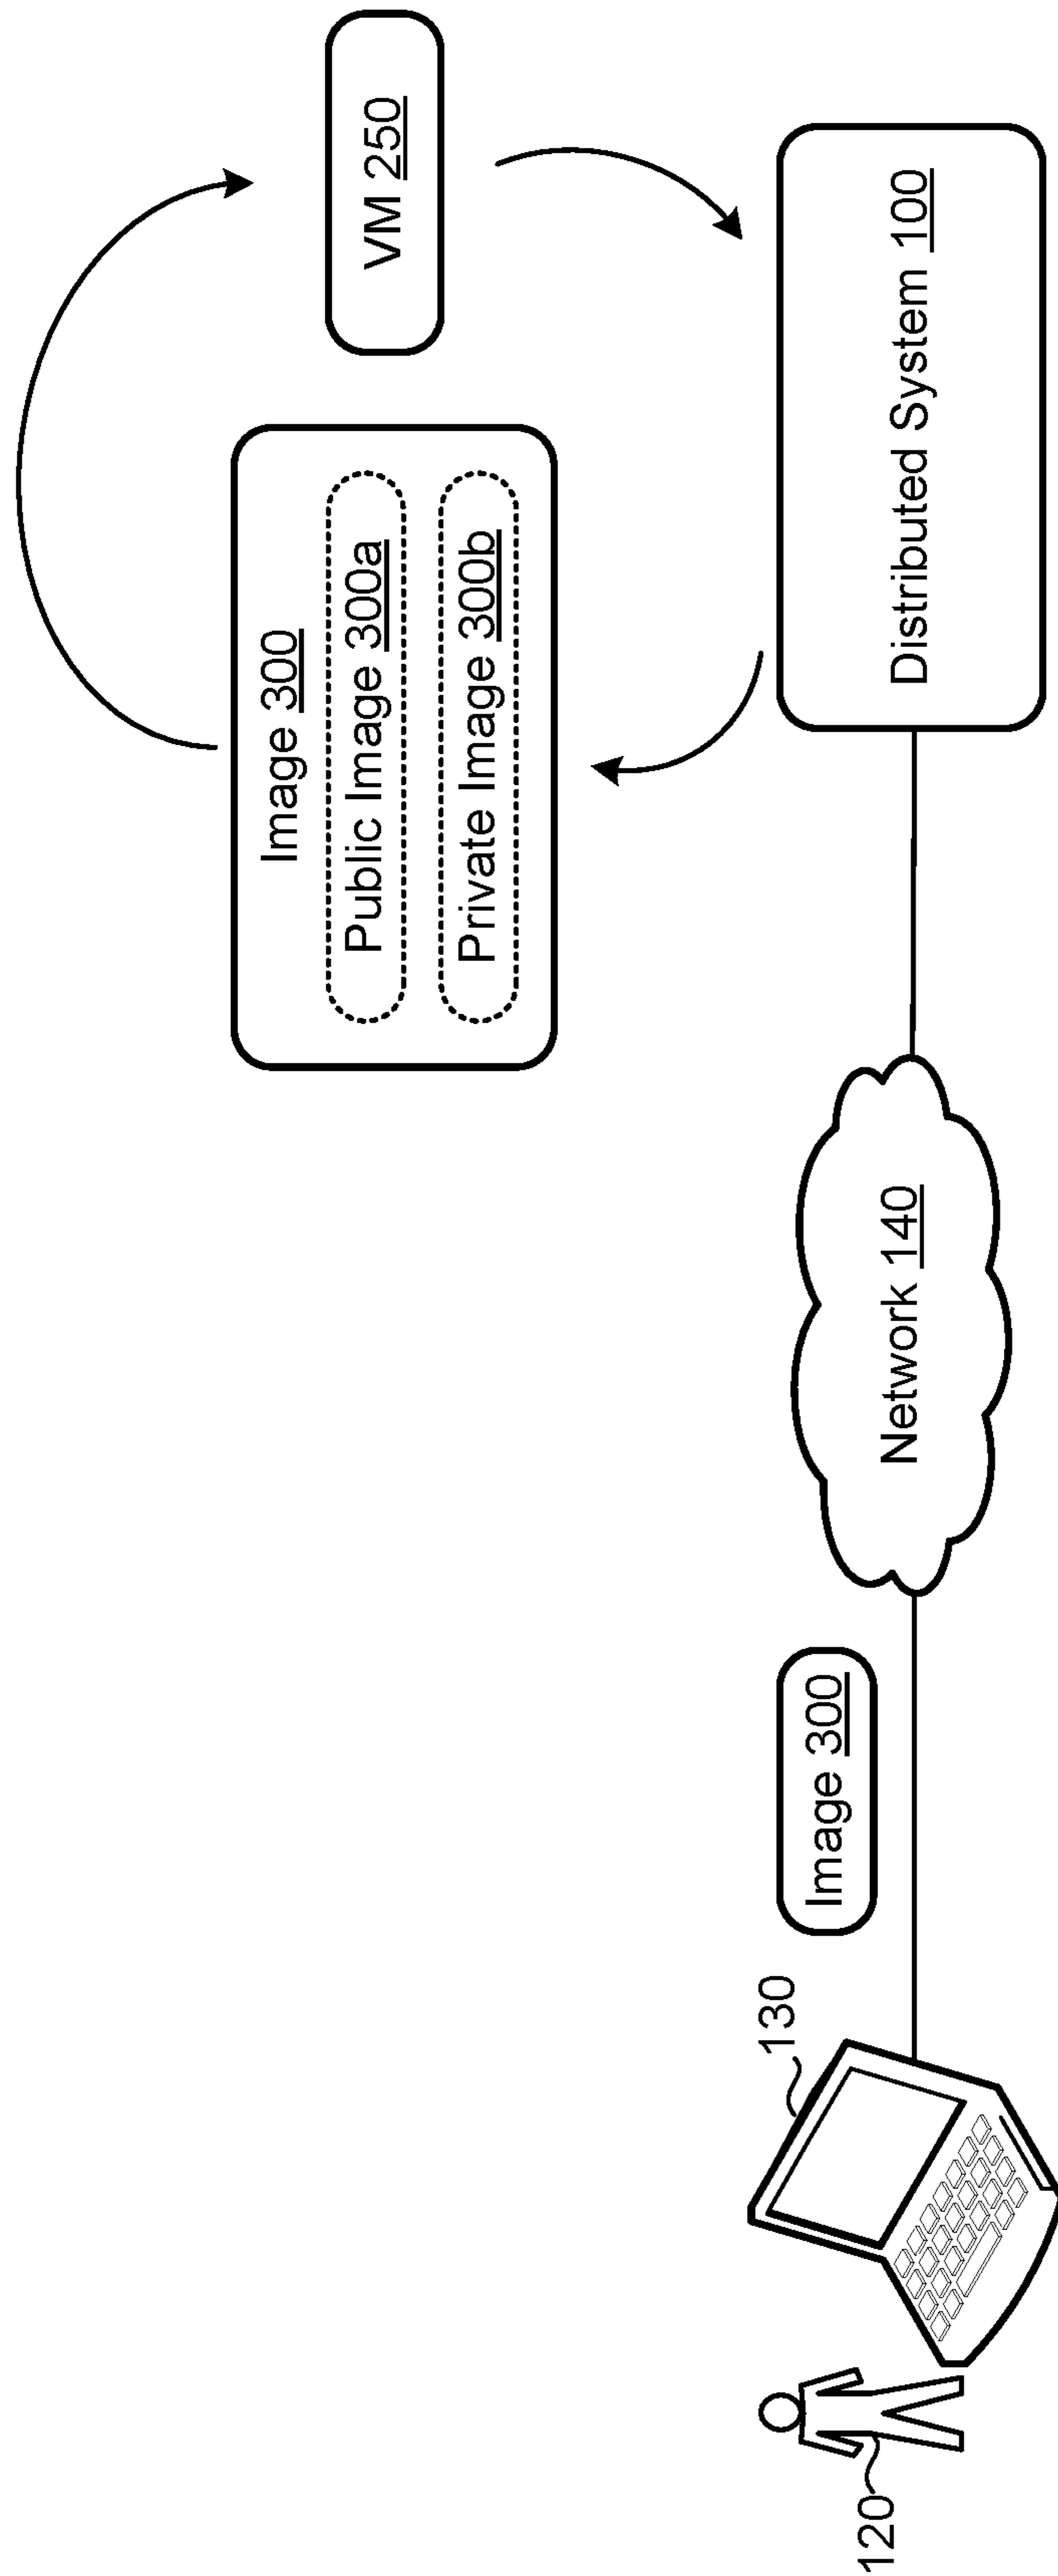 Image 300
Public Image 300a
Private Image 300b
VM 250
120
130
Image 300
Network 140
Distributed System 100